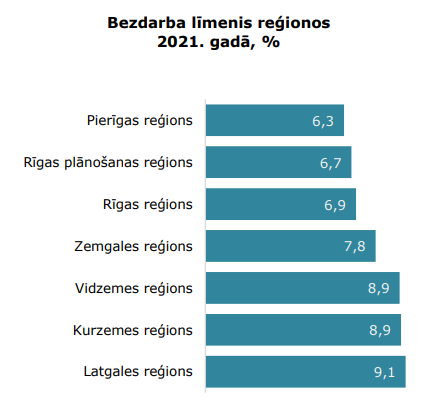 Bezdarba līmenis reģionos
2021. gadā, %
Pierīgas reģions 6,3
Rīgas plānošanas reģions 6,7
Rīgas reģions 6,9
Zemgales reģions 7,8
Vidzemes reģions 8,9
Kurzemes reģions 8,9
Latgales reģions 9,1